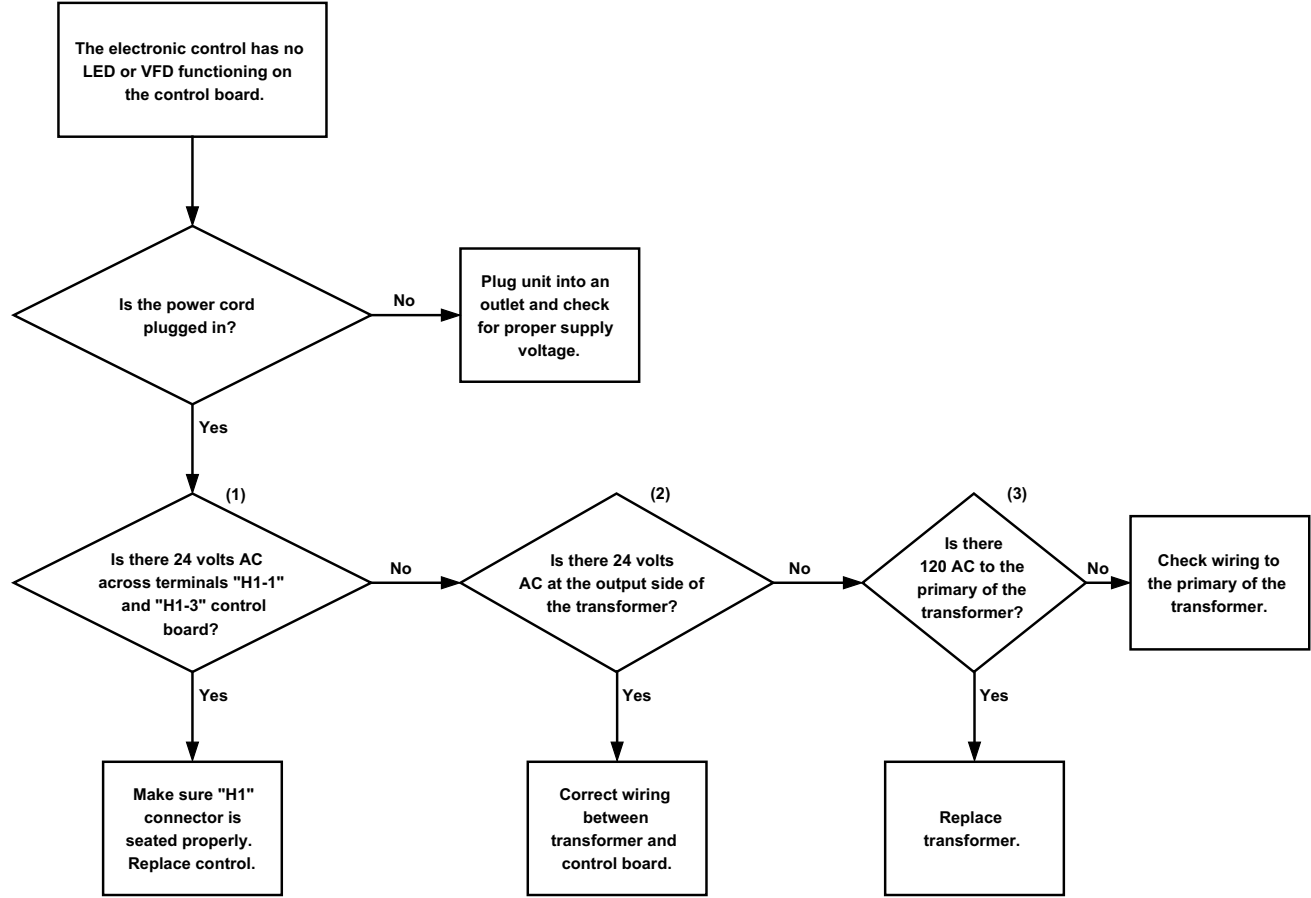 The electronic control has no
LED or VFD functioning on
the control board.
Is the power cord
plugged in?
No
Plug unit into an
outlet and check
for proper supply
voltage.
Yes
(1)
Is there 24 volts AC
across terminals "H1-1"
and "H1-3" control
board?
No
(2)
Is there 24 volts
AC at the output side of
the transformer?
No
(3)
Is there
120 AC to the
primary of the
transformer?
No
Check wiring to
the primary of the
transformer.
Yes
Make sure "H1"
connector is
seated properly.
Replace control.
Yes
Correct wiring
between
transformer and
control board.
Yes
Replace
transformer.